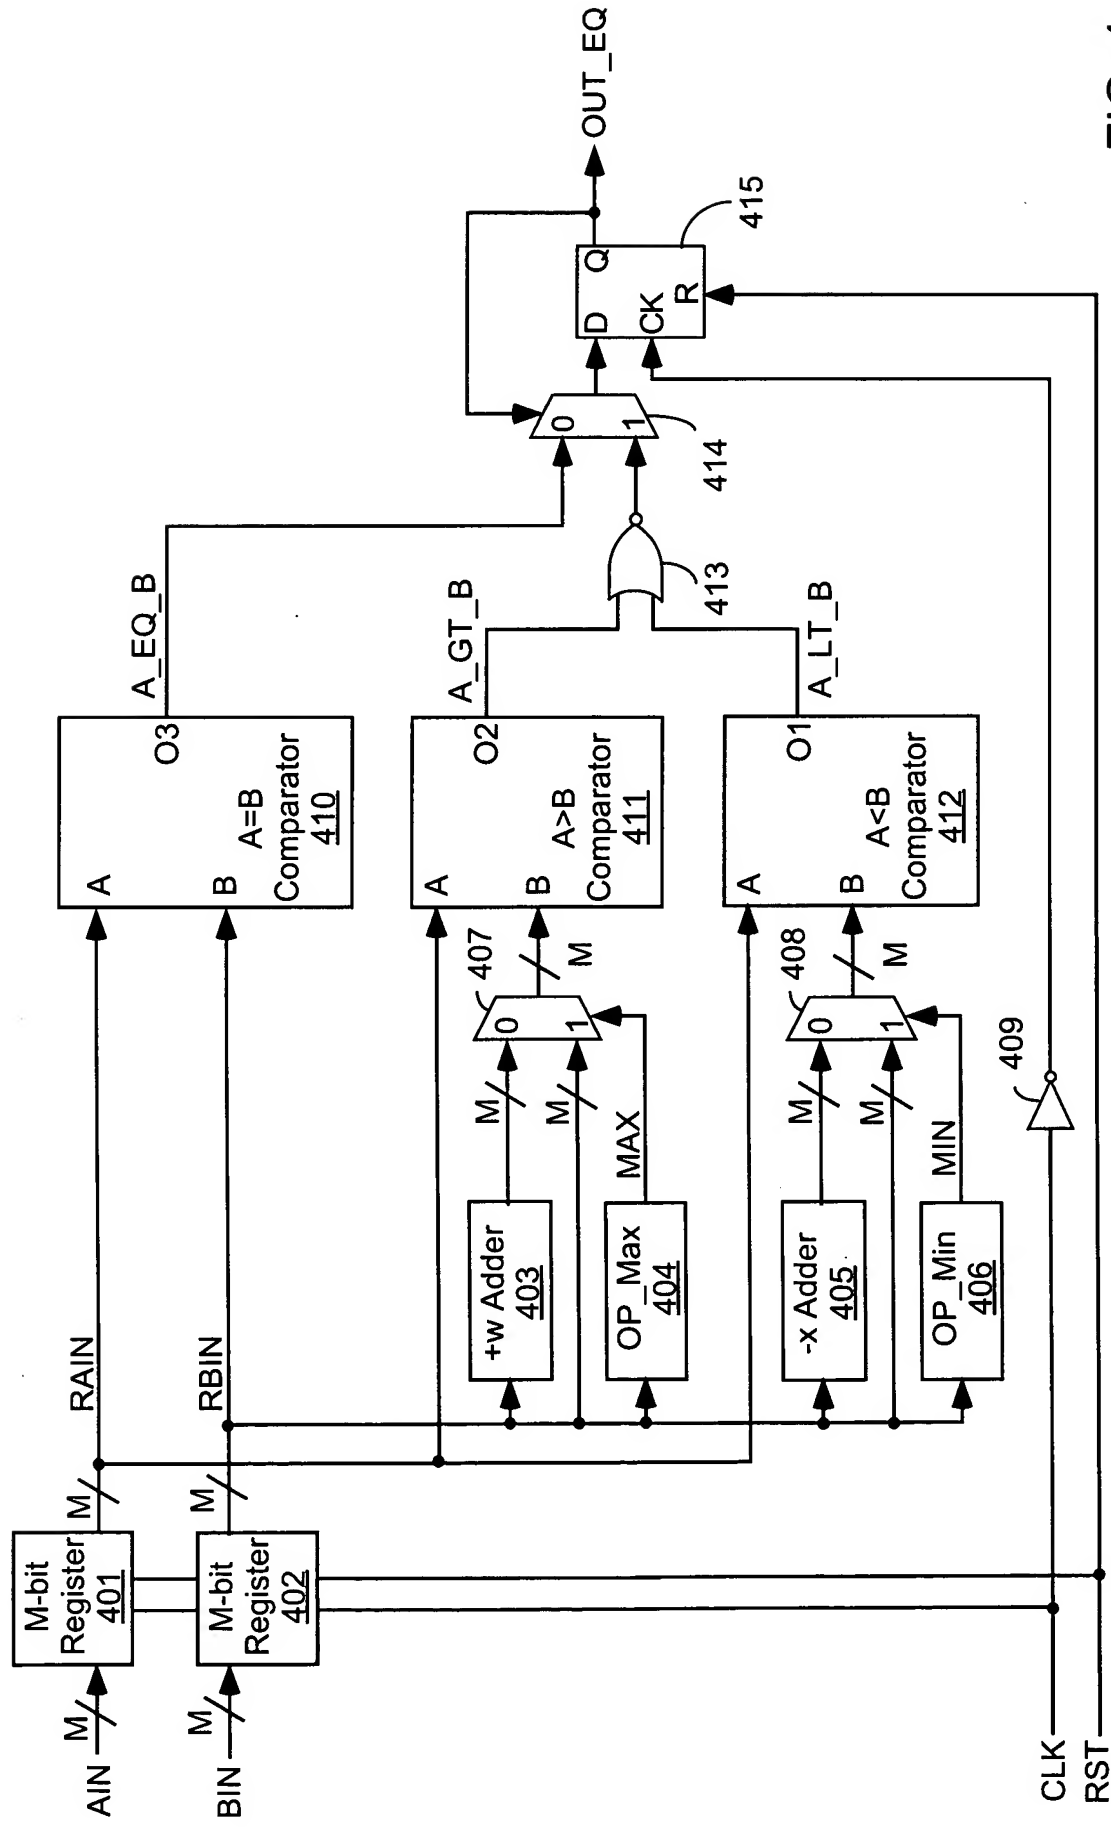 AIN
M
M-bit
Register
401
M
RAIN
BIN
M
M-bit
Register
402
M
RBIN
A
B
A=B
Comparator
410
O3
A_EQ_B
+w Adder
403
M
M
OP_Max
404
MAX
0
1
407
M
A
B
A>B
Comparator
411
O2
A_GT_B
-x Adder
405
M
M
OP_Min
406
MIN
0
1
408
M
A
B
A<B
Comparator
412
O1
A_LT_B
413
0
1
414
D
Q
CK
R
415
OUT_EQ
CLK
RST
409